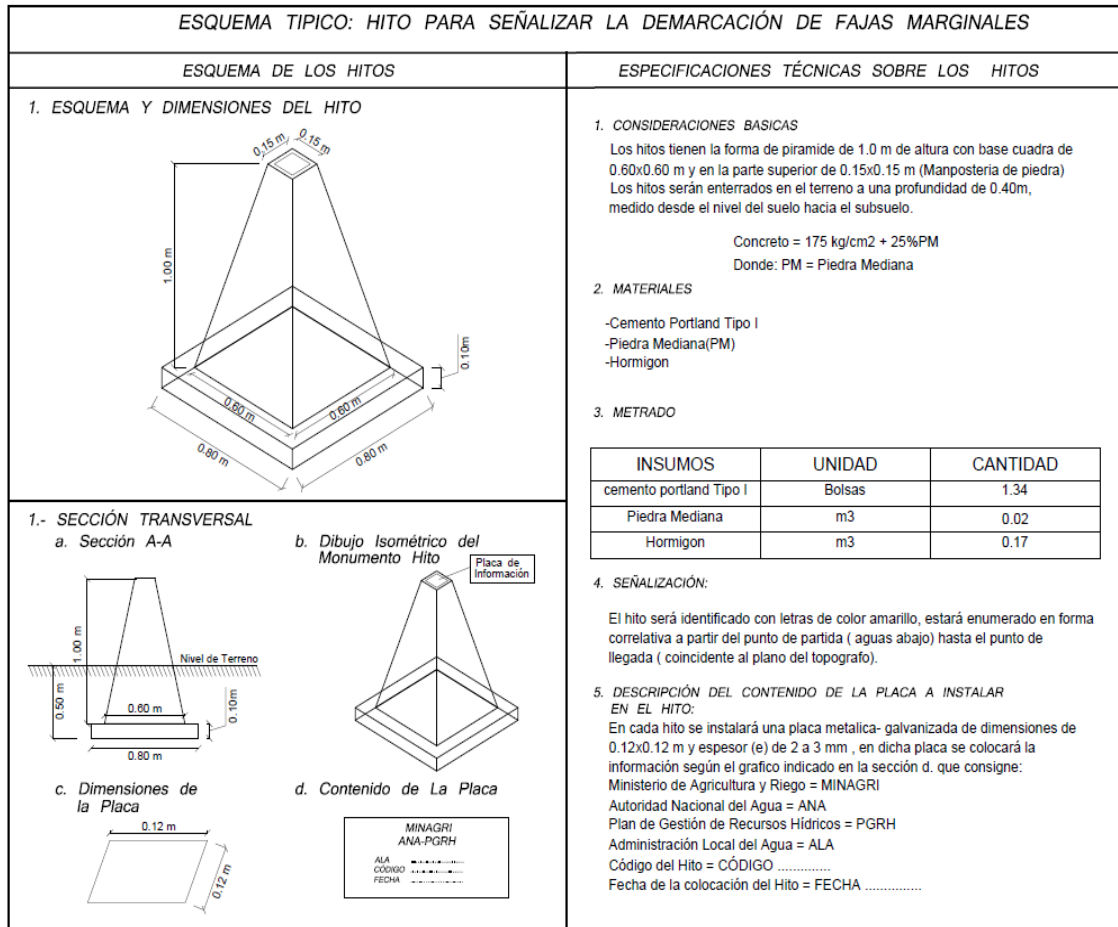 ESQUEMA TIPICO: HITO PARA SEÑALIZAR LA DEMARCACIÓN DE FAJAS MARGINALES
ESQUEMA DE LOS HITOS
1. ESQUEMA Y DIMENSIONES DEL HITO
0.15 m
0.15 m
1.00 m
0.10m
0.60 m
0.60 m
0.80 m
0.80 m
1.- SECCIÓN TRANSVERSAL
a. Sección A-A
1.00 m
Nivel de Terreno
0.50 m
0.60 m
0.10m
0.80 m
b. Dibujo Isométrico del
Monumento Hito
Placa de
Información
c. Dimensiones de
la Placa
0.12 m
0.12 m
d. Contenido de La Placa
MINAGRI
ANA-PGRH
ALA
CÓDIGO
FECHA
ESPECIFICACIONES TÉCNICAS SOBRE LOS HITOS
1. CONSIDERACIONES BASICAS
Los hitos tienen la forma de piramide de 1.0 m de altura con base cuadra de
0.60x0.60 m y en la parte superior de 0.15x0.15 m (Manposteria de piedra)
Los hitos serán enterrados en el terreno a una profundidad de 0.40m,
medido desde el nivel del suelo hacia el subsuelo.
Concreto = 175 kg/cm2 + 25%PM
Donde: PM = Piedra Mediana
2. MATERIALES
-Cemento Portland Tipo I
-Piedra Mediana(PM)
-Hormigon
3. METRADO
INSUMOS UNIDAD CANTIDAD
cemento portland Tipo I Bolsas 1.34
Piedra Mediana m3 0.02
Hormigon m3 0.17
4. SEÑALIZACIÓN:
El hito será identificado con letras de color amarillo, estará enumerado en forma
correlativa a partir del punto de partida ( aguas abajo) hasta el punto de
llegada ( coincidente al plano del topografo).
5. DESCRIPCIÓN DEL CONTENIDO DE LA PLACA A INSTALAR
EN EL HITO:
En cada hito se instalará una placa metalica- galvanizada de dimensiones de
0.12x0.12 m y espesor (e) de 2 a 3 mm , en dicha placa se colocará la
información según el grafico indicado en la sección d. que consigne:
Ministerio de Agricultura y Riego = MINAGRI
Autoridad Nacional del Agua = ANA
Plan de Gestión de Recursos Hídricos = PGRH
Administración Local del Agua = ALA
Código del Hito = CÓDIGO ..............
Fecha de la colocación del Hito = FECHA ...............